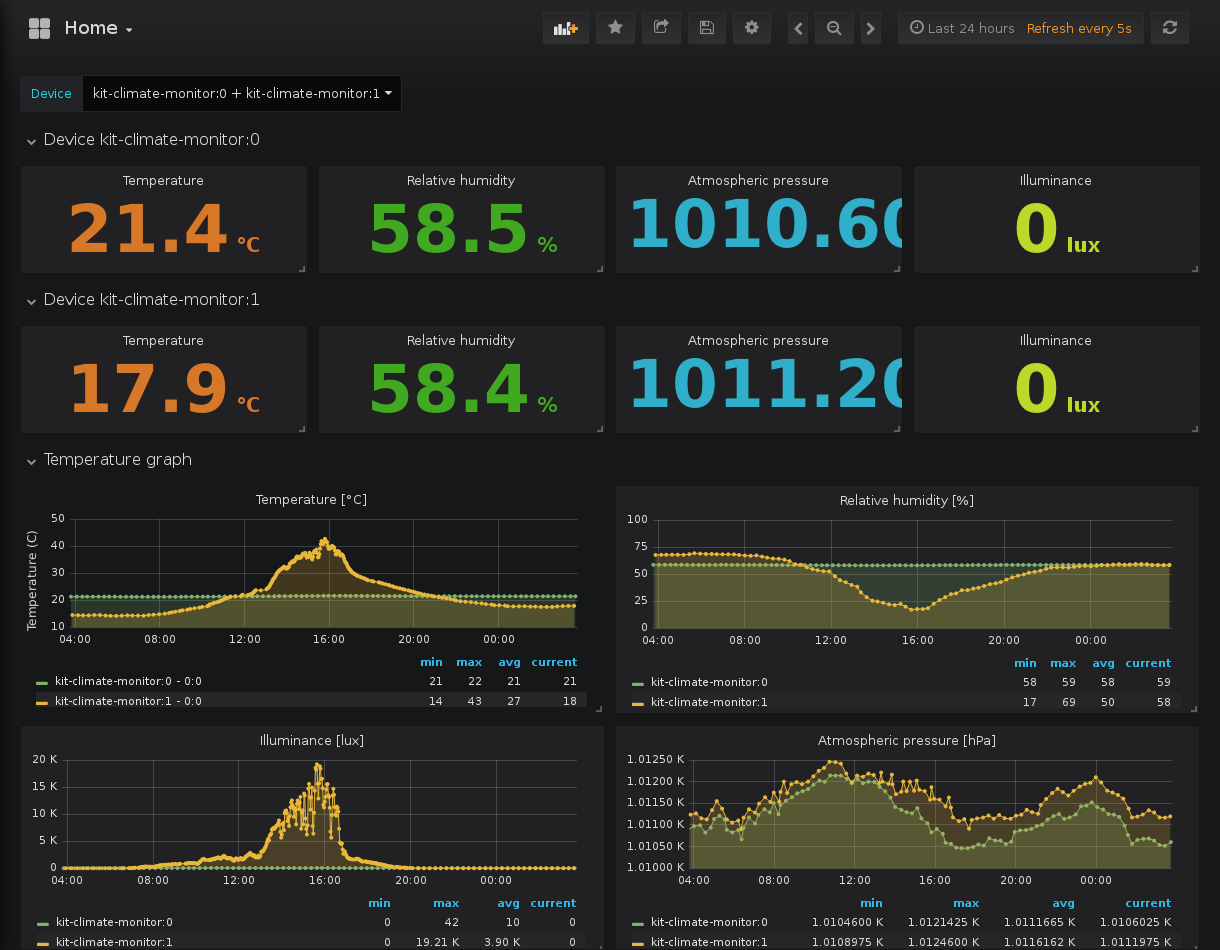 Home
Last 24 hours Refresh every 5s
Device kit-climate-monitor:0 + kit-climate-monitor:1
Device kit-climate-monitor:0
Temperature Relative humidity Atmospheric pressure Illuminance
21.4 °C 58.5 % 1010.60 0 lux
Device kit-climate-monitor:1
Temperature Relative humidity Atmospheric pressure Illuminance
17.9 °C 58.4 % 1011.20 0 lux
Temperature graph
Temperature [°C]
Temperature (C)
50
40
30
20
10
04:00 08:00 12:00 16:00 20:00 00:00
min max avg current
kit-climate-monitor:0 - 0:0 21 22 21 21
kit-climate-monitor:1 - 0:0 14 43 27 18
Relative humidity [%]
100
75
50
25
0
04:00 08:00 12:00 16:00 20:00 00:00
min max avg current
kit-climate-monitor:0 58 59 58 59
kit-climate-monitor:1 17 69 50 58
Illuminance [lux]
20 K
15 K
10 K
5 K
0
04:00 08:00 12:00 16:00 20:00 00:00
min max avg current
kit-climate-monitor:0 0 42 10 0
kit-climate-monitor:1 0 19.21 K 3.90 K 0
Atmospheric pressure [hPa]
1.01250 K
1.01200 K
1.01150 K
1.01100 K
1.01050 K
1.01000 K
04:00 08:00 12:00 16:00 20:00 00:00
min max avg current
kit-climate-monitor:0 1.0104600 K 1.0121425 K 1.0111665 K 1.0106025 K
kit-climate-monitor:1 1.0108975 K 1.0124600 K 1.0116162 K 1.0111975 K